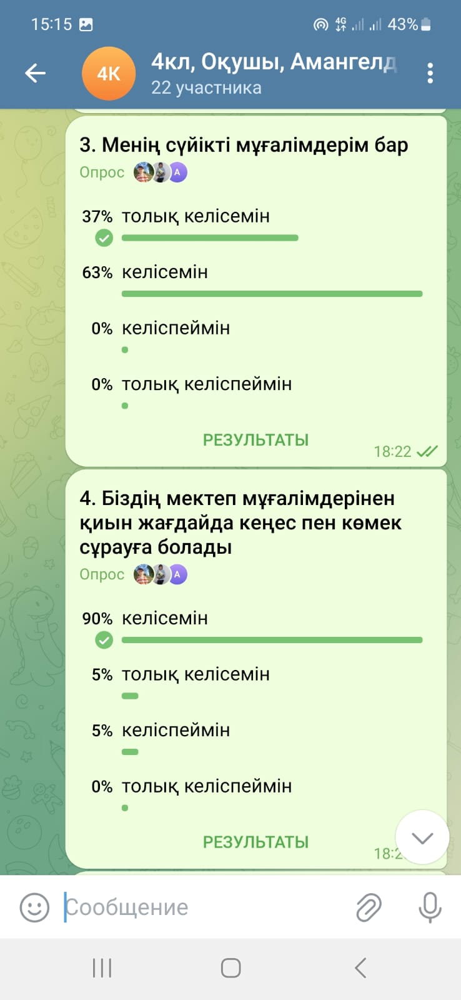 15:15
4G 43%
4К
4кл, Оқушы, Амангелд
22 участника
3. Менің сүйікті мұғалімдерім бар
Опрос А
37% толық келісемін
63% келісемін
0% келіспеймін
0% толық келіспеймін
РЕЗУЛЬТАТЫ
18:22
4. Біздің мектеп мұғалімдерінен
қиын жағдайда кеңес пен көмек
сұрауға болады
Опрос А
90% келісемін
5% толық келісемін
5% келіспеймін
0% толық келіспеймін
РЕЗУЛЬТАТЫ
18:2
Сообщение